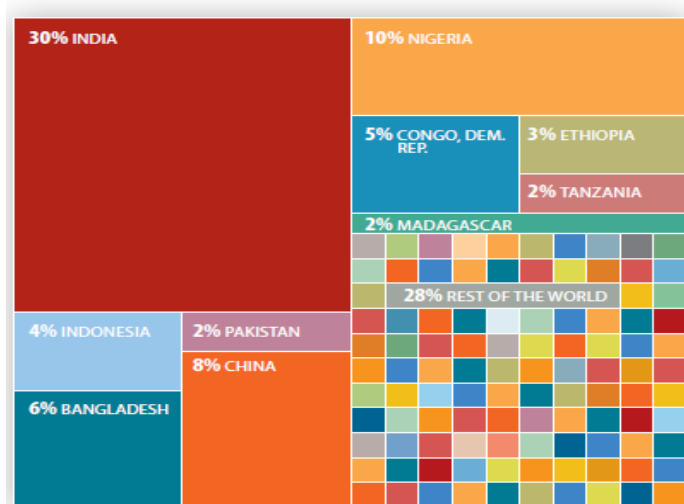 30% INDIA
10% NIGERIA
5% CONGO, DEM.
REP.
3% ETHIOPIA
2% TANZANIA
2% MADAGASCAR
28% REST OF THE WORLD
4% INDONESIA
2% PAKISTAN
8% CHINA
6% BANGLADESH